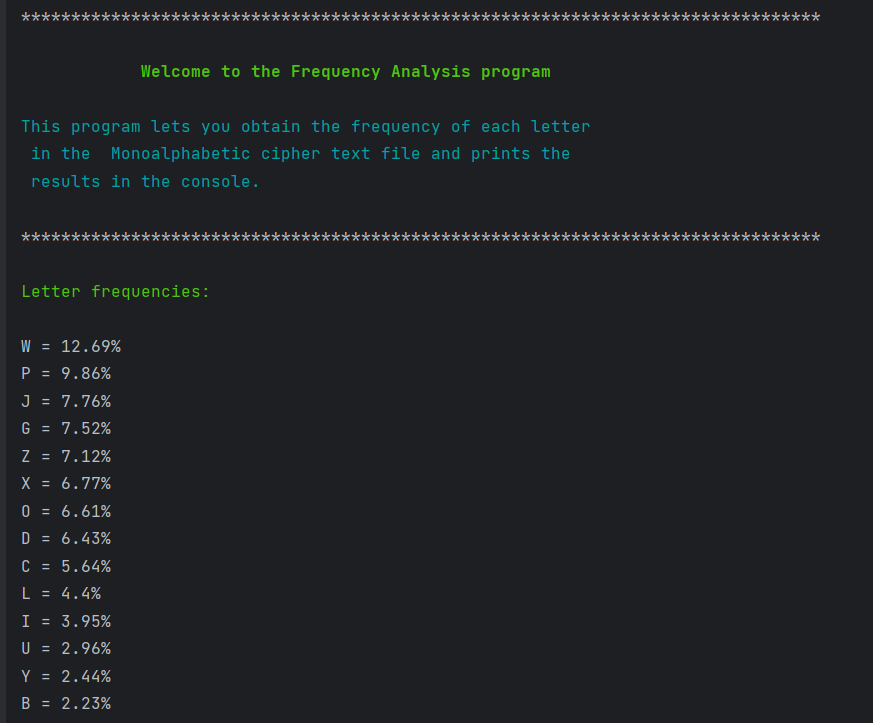 ********************************************************************************
Welcome to the Frequency Analysis program
This program lets you obtain the frequency of each letter
in the  Monoalphabetic cipher text file and prints the
results in the console.
********************************************************************************
Letter frequencies:
W = 12.69%
P = 9.86%
J = 7.76%
G = 7.52%
Z = 7.12%
X = 6.77%
O = 6.61%
D = 6.43%
C = 5.64%
L = 4.4%
I = 3.95%
U = 2.96%
Y = 2.44%
B = 2.23%